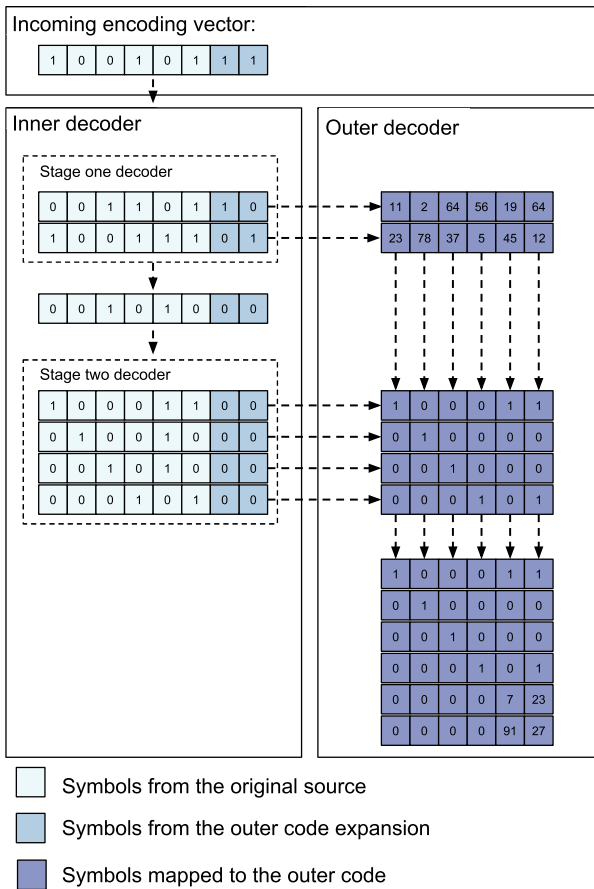 Incoming encoding vector:
1 0 0 1 0 1 1 1
Inner decoder
Outer decoder
Stage one decoder
0 0 1 1 0 1 1 0
11 2 64 56 19 64
1 0 0 1 1 1 0 1
23 78 37 5 45 12
0 0 1 0 1 0 0 0
Stage two decoder
1 0 0 0 1 1 0 0
1 0 0 0 1 1
0 1 0 0 1 0 0 0
0 1 0 0 0 0
0 0 1 0 1 0 0 0
0 0 1 0 0 0
0 0 0 1 0 1 0 0
0 0 0 1 0 1
1 0 0 0 1 1
0 1 0 0 0 0
0 0 1 0 0 0
0 0 0 1 0 1
0 0 0 0 7 23
0 0 0 0 91 27
Symbols from the original source
Symbols from the outer code expansion
Symbols mapped to the outer code